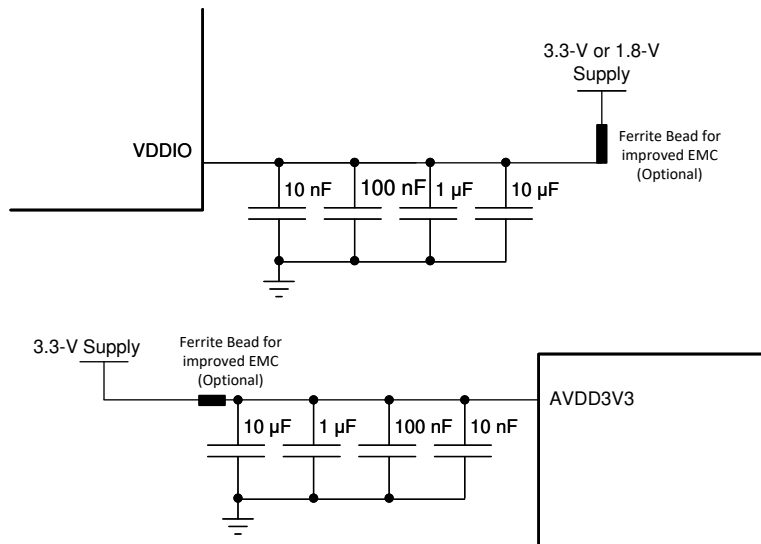 3.3-V or 1.8-V
Supply
Ferrite Bead for
improved EMC
(Optional)
VDDIO
10 nF
100 nF
1 µF
10 µF
3.3-V Supply
Ferrite Bead for
improved EMC
(Optional)
AVDD3V3
10 µF
1 µF
100 nF
10 nF